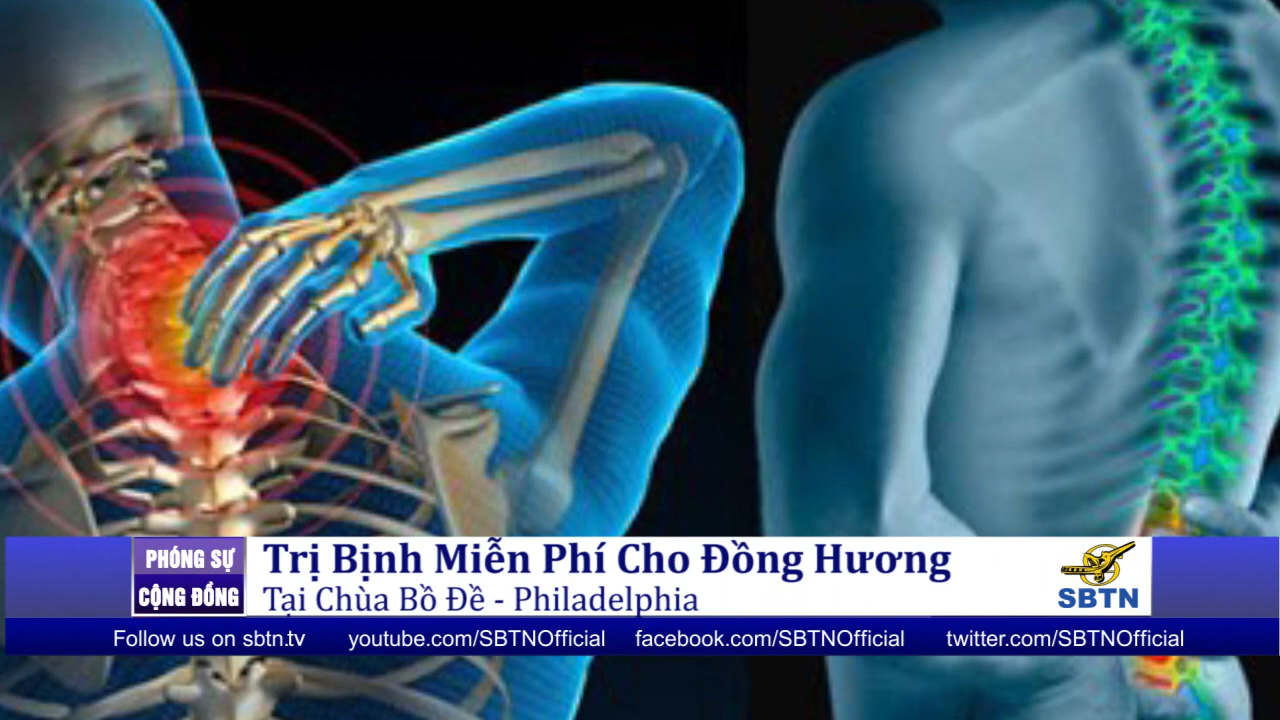 PHÓNG SỰ
CỘNG ĐỒNG
Trị Bịnh Miễn Phí Cho Đồng Hương
Tại Chùa Bồ Đề - Philadelphia
SBTN
Follow us on sbtn.tv youtube.com/SBTNOfficial facebook.com/SBTNOfficial twitter.com/SBTNOfficial